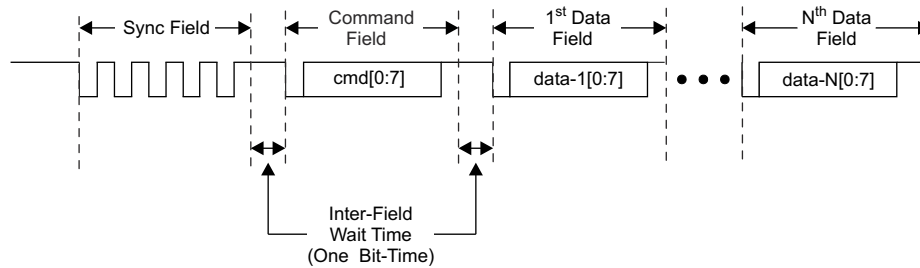 Sync Field
Command
Field
1st Data
Field
Nth Data
Field
cmd[0:7]
data-1[0:7]
data-N[0:7]
Inter-Field
Wait Time
(One Bit-Time)